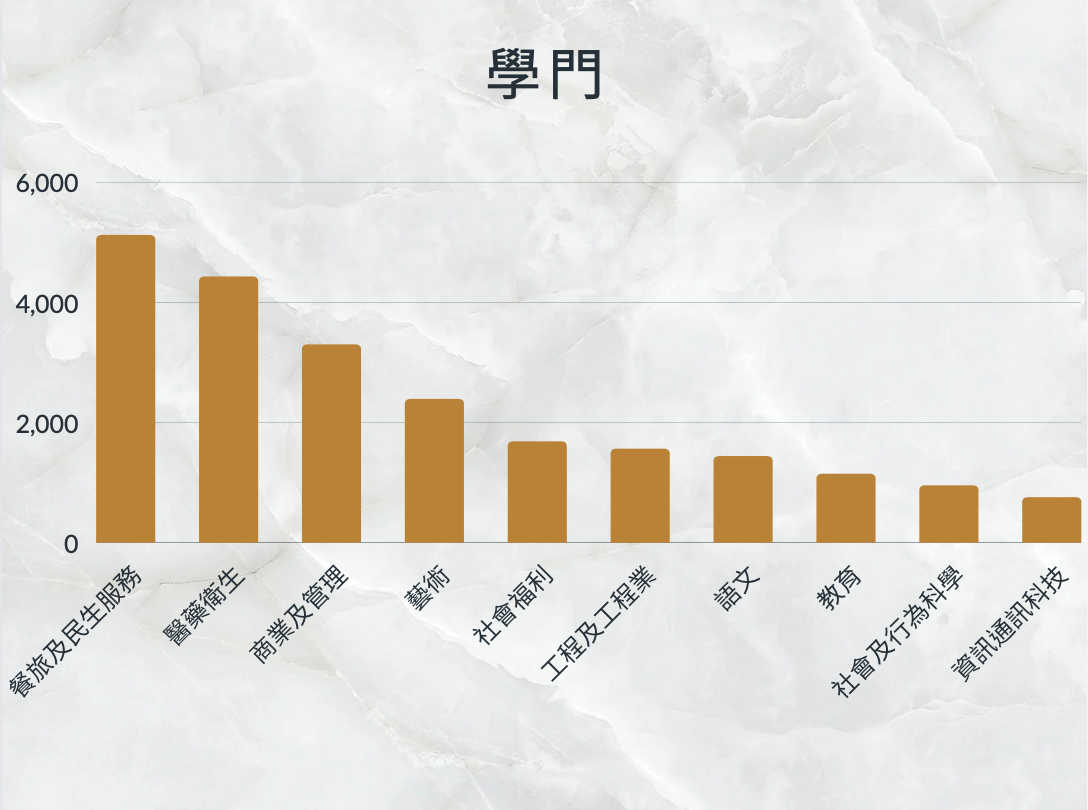 學門
6,000
4,000
2,000
0
餐旅及民生服務
醫藥衛生
商業及管理
藝術
社會福利
工程及工程業
語文
教育
社會及行為科學
資訊通訊科技